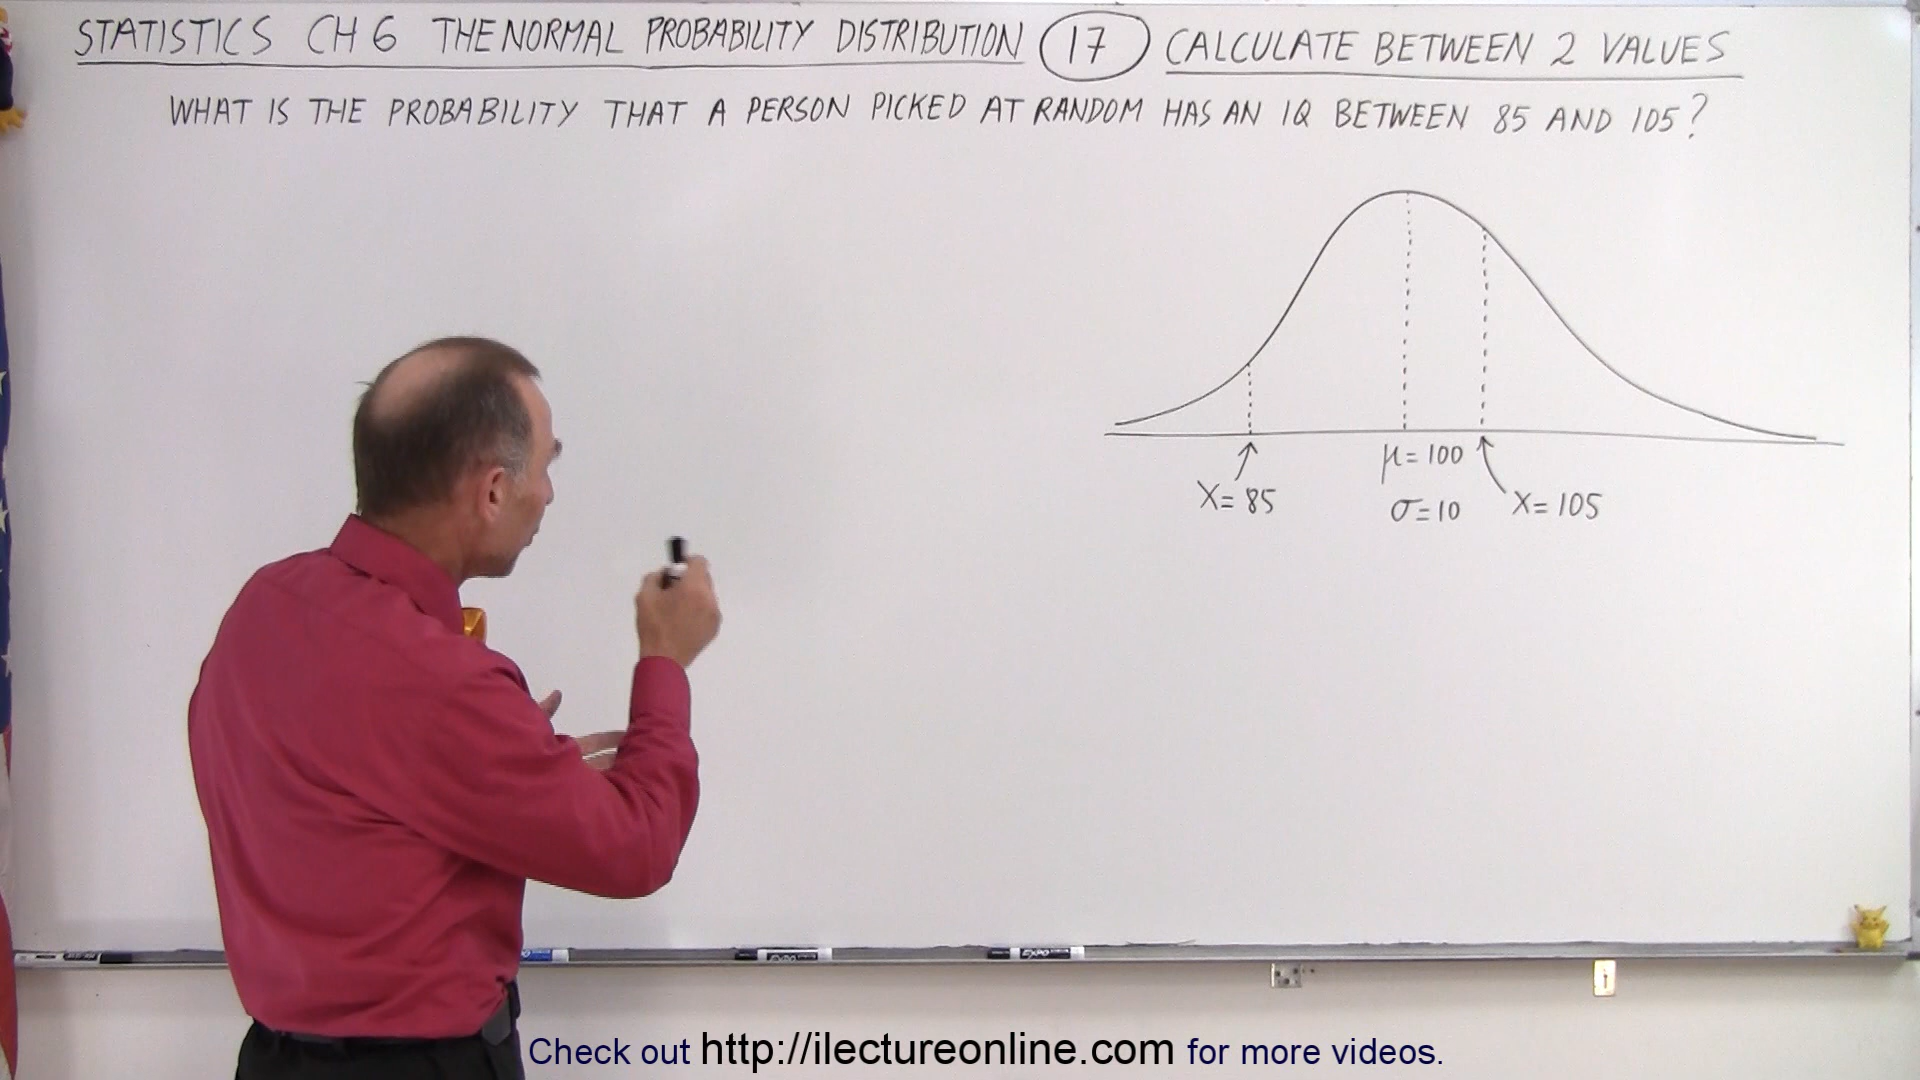 STATISTICS CH 6 THE NORMAL PROBABILITY DISTRIBUTION 17 CALCULATE BETWEEN 2 VALUES
WHAT IS THE PROBABILITY THAT A PERSON PICKED AT RANDOM HAS AN IQ BETWEEN 85 AND 105?
μ=100
X=85
σ=10
X=105
EXPO
Check out http://ilectureonline.com for more videos.